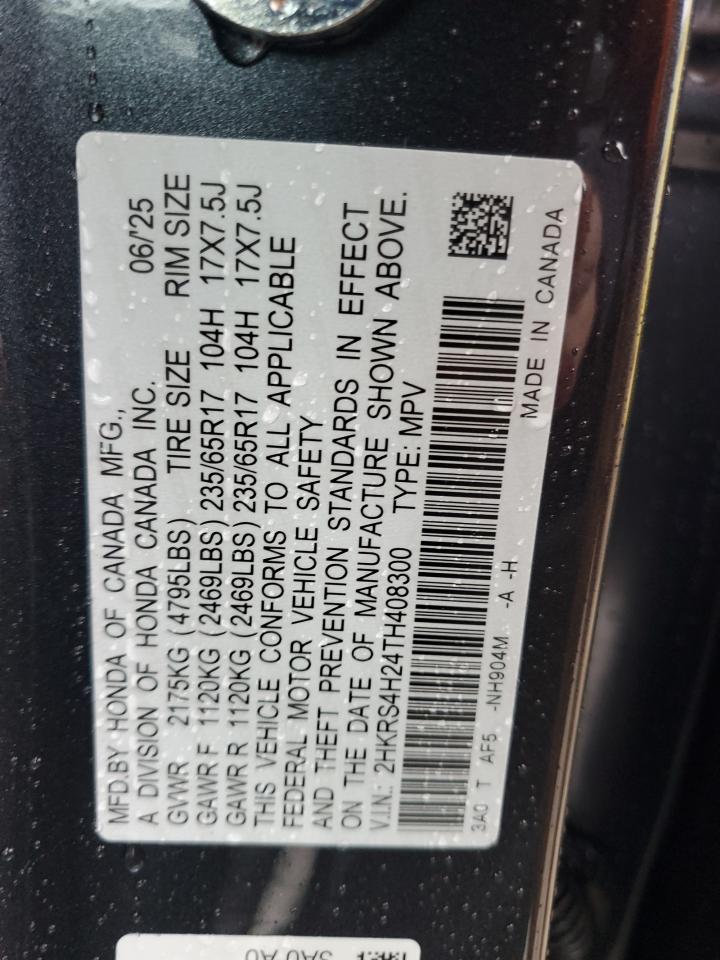 MFD.BY HONDA OF CANADA MFG.,
A DIVISION OF HONDA CANADA INC. 06/'25
GVWR 2175KG (4795LBS) TIRE SIZE RIM SIZE
GAWR F 1120KG (2469LBS) 235/65R17 104H 17X7.5J
GAWR R 1120KG (2469LBS) 235/65R17 104H 17X7.5J
THIS VEHICLE CONFORMS TO ALL APPLICABLE
FEDERAL MOTOR VEHICLE SAFETY
AND THEFT PREVENTION STANDARDS IN EFFECT
ON THE DATE OF MANUFACTURE SHOWN ABOVE.
V.I.N.: 2HKRS4H24TH408300 TYPE: MPV
3A0 T AF5 -NH904M -A -H MADE IN CANADA